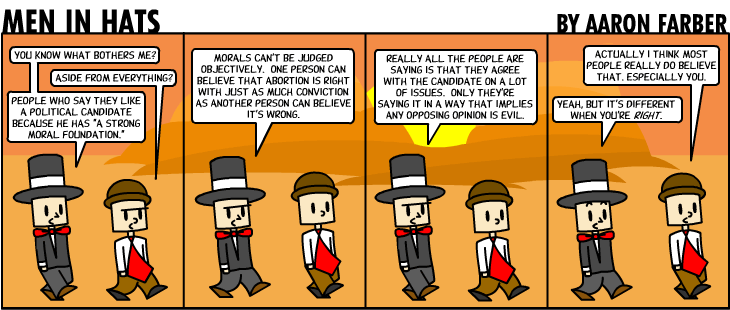 MEN IN HATS
BY AARON FARBER
YOU KNOW WHAT BOTHERS ME?
ASIDE FROM EVERYTHING?
PEOPLE WHO SAY THEY LIKE
A POLITICAL CANDIDATE
BECAUSE HE HAS "A STRONG
MORAL FOUNDATION."
MORALS CAN'T BE JUDGED
OBJECTIVELY. ONE PERSON CAN
BELIEVE THAT ABORTION IS RIGHT
WITH JUST AS MUCH CONVICTION
AS ANOTHER PERSON CAN BELIEVE
IT'S WRONG.
REALLY ALL THE PEOPLE ARE
SAYING IS THAT THEY AGREE
WITH THE CANDIDATE ON A LOT
OF ISSUES. ONLY THEY'RE
SAYING IT IN A WAY THAT IMPLIES
ANY OPPOSING OPINION IS EVIL.
ACTUALLY I THINK MOST
PEOPLE REALLY DO BELIEVE
THAT. ESPECIALLY YOU.
YEAH, BUT IT'S DIFFERENT
WHEN YOU'RE RIGHT.